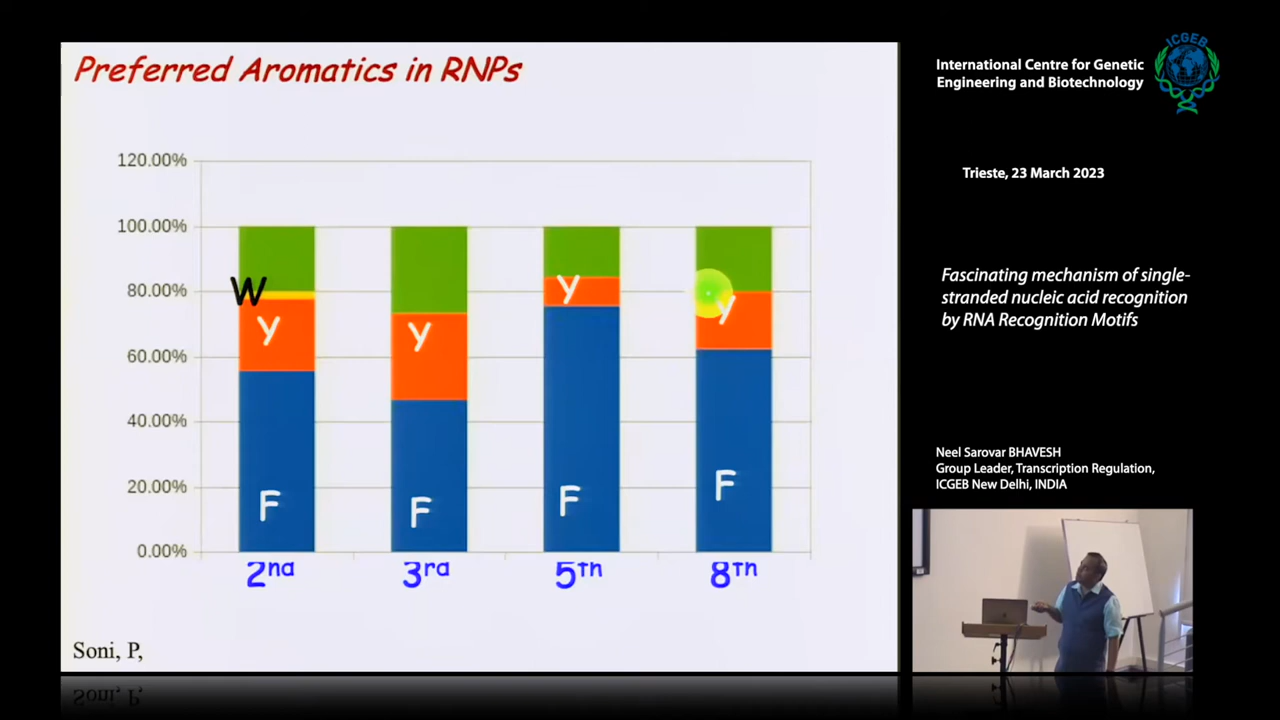 Preferred Aromatics in RNPs
120.00%
100.00%
80.00%
60.00%
40.00%
20.00%
0.00%
W
Y
Y
Y
Y
F
F
F
F
2nd
3rd
5th
8th
Soni, P,
International Centre for Genetic
Engineering and Biotechnology
ICGEB
Trieste, 23 March 2023
Fascinating mechanism of single-
stranded nucleic acid recognition
by RNA Recognition Motifs
Neel Sarovar BHAVESH
Group Leader, Transcription Regulation,
ICGEB New Delhi, INDIA